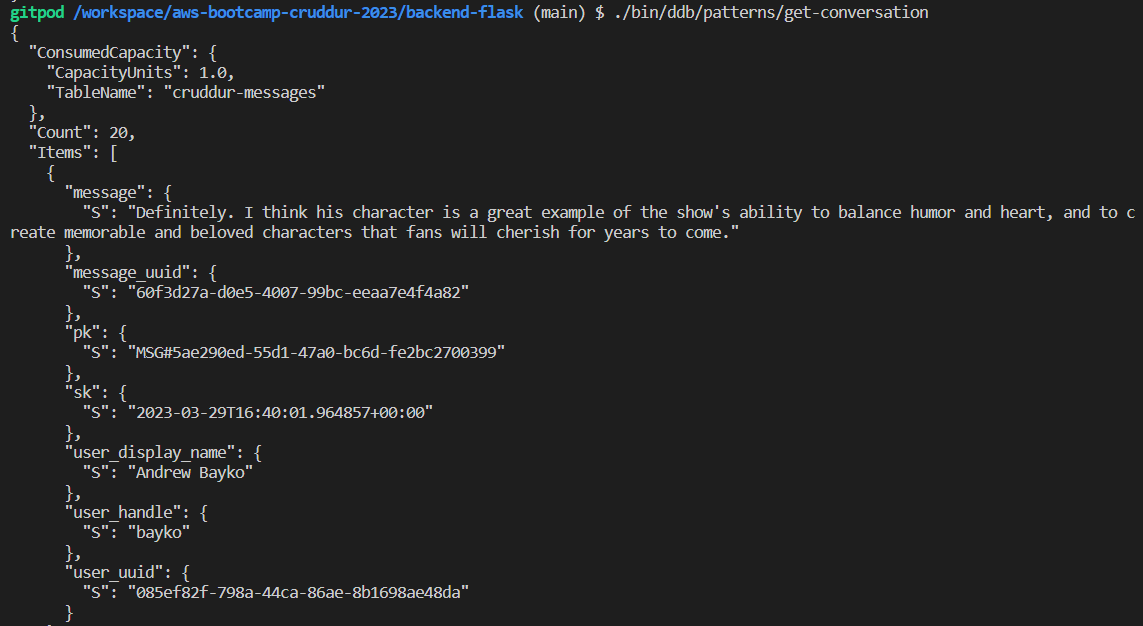 gitpod /workspace/aws-bootcamp-cruddur-2023/backend-flask (main) $ ./bin/ddb/patterns/get-conversation
{
  "ConsumedCapacity": {
    "CapacityUnits": 1.0,
    "TableName": "cruddur-messages"
  },
  "Count": 20,
  "Items": [
    {
      "message": {
        "S": "Definitely. I think his character is a great example of the show's ability to balance humor and heart, and to c
reate memorable and beloved characters that fans will cherish for years to come."
      },
      "message_uuid": {
        "S": "60f3d27a-d0e5-4007-99bc-eeaa7e4f4a82"
      },
      "pk": {
        "S": "MSG#5ae290ed-55d1-47a0-bc6d-fe2bc2700399"
      },
      "sk": {
        "S": "2023-03-29T16:40:01.964857+00:00"
      },
      "user_display_name": {
        "S": "Andrew Bayko"
      },
      "user_handle": {
        "S": "bayko"
      },
      "user_uuid": {
        "S": "085ef82f-798a-44ca-86ae-8b1698ae48da"
      }